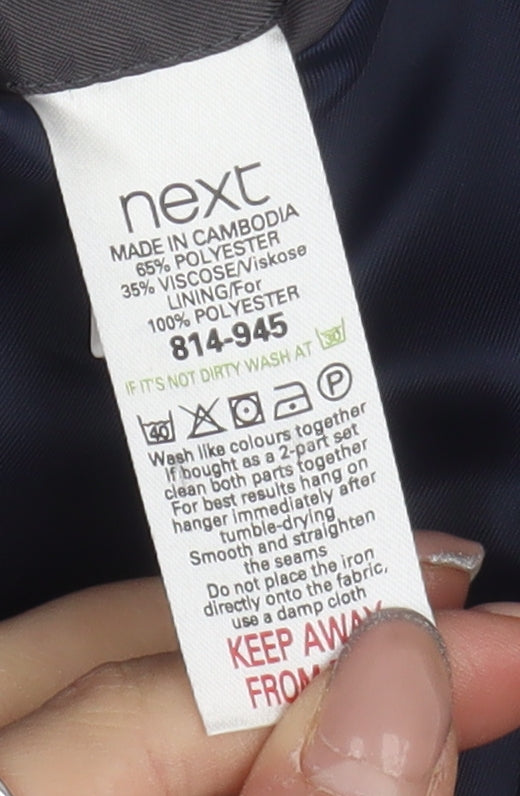 next
MADE IN CAMBODIA
65% POLYESTER
35% VISCOSE/Viskose
LINING/For
100% POLYESTER
814-945
IF IT'S NOT DIRTY WASH AT 30
40 P
Wash like colours together
If bought as a 2-part set
clean both parts together
For best results hang on
hanger immediately after
tumble-drying
Smooth and straighten
the seams
Do not place the iron
directly onto the fabric,
use a damp cloth
KEEP AWAY
FROM